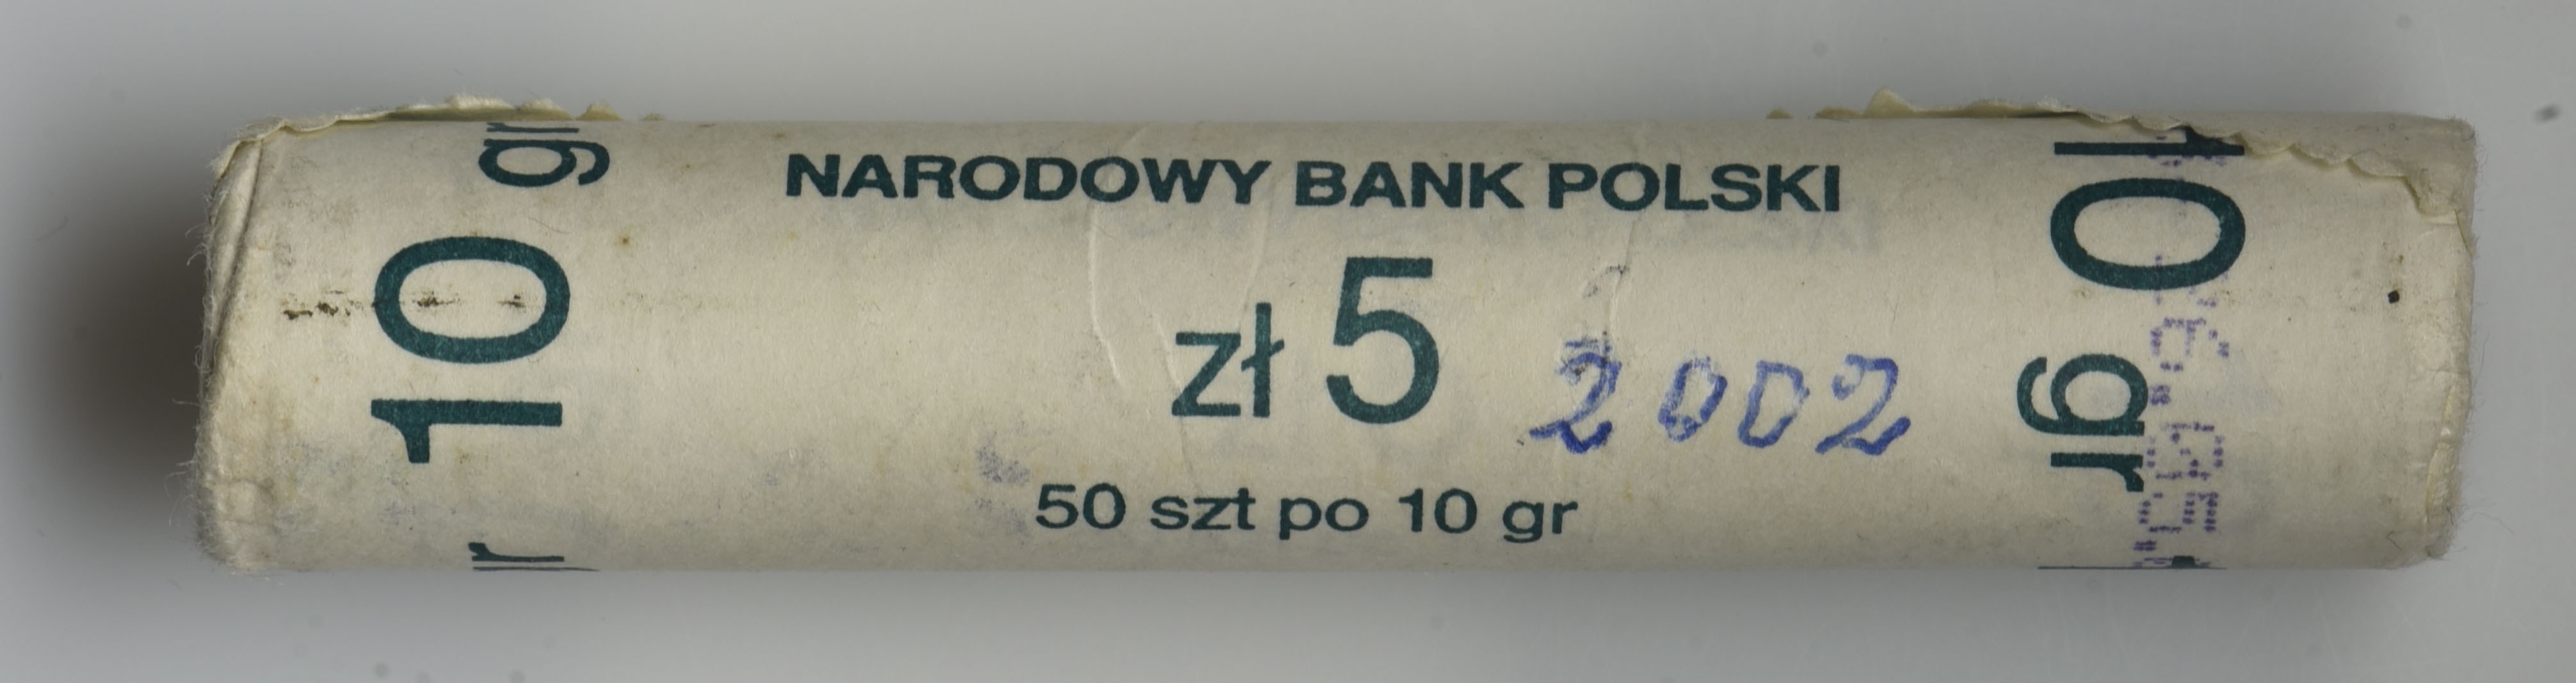 NARODOWY BANK POLSKI
zł 5
2002
50 szt po 10 gr
10 gr
10 gr